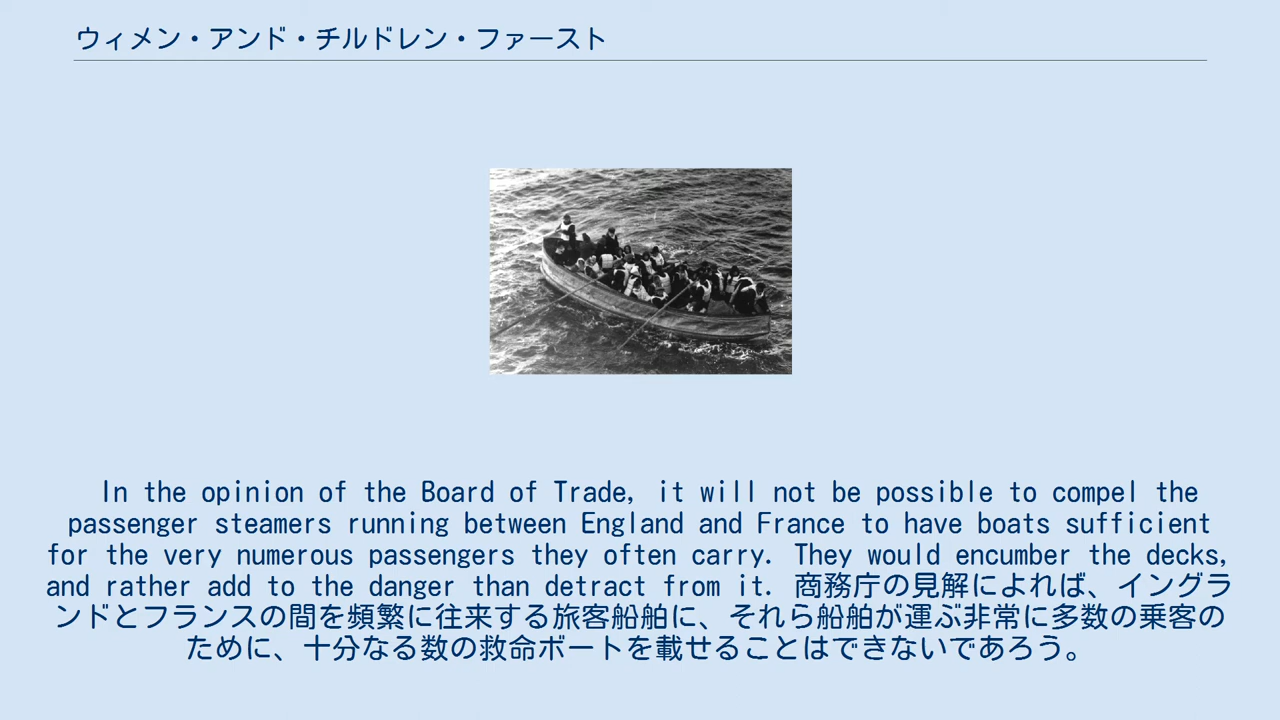 ウィメン・アンド・チルドレン・ファースト
In the opinion of the Board of Trade, it will not be possible to compel the
passenger steamers running between England and France to have boats sufficient
for the very numerous passengers they often carry. They would encumber the decks,
and rather add to the danger than detract from it. 商務庁の見解によれば、イングラ
ンドとフランスの間を頻繁に往来する旅客船舶に、それら船舶が運ぶ非常に多数の乗客の
ために、十分なる数の救命ボートを載せることはできないであろう。